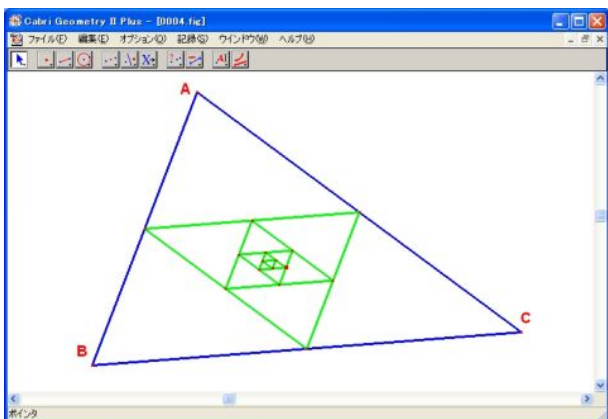 Cabri Geometry II Plus - [0004.fig]
ファイル(F) 編集(E) オプション(O) 記録(S) ウインドウ(W) ヘルプ(H)
A
B
C
ポインタ